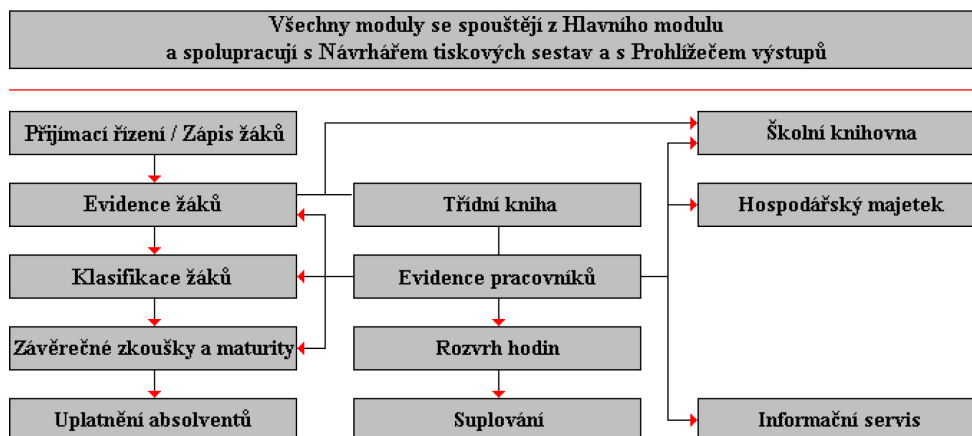 Všechny moduly se spouštějí z Hlavního modulu
a spolupracují s Návrhářem tiskových sestav a s Prohlížečem výstupů
Přijímací řízení / Zápis žáků
Školní knihovna
Evidence žáků
Třídní kniha
Hospodářský majetek
Klasifikace žáků
Evidence pracovníků
Závěrečné zkoušky a maturity
Rozvrh hodin
Uplatnění absolventů
Suplování
Informační servis